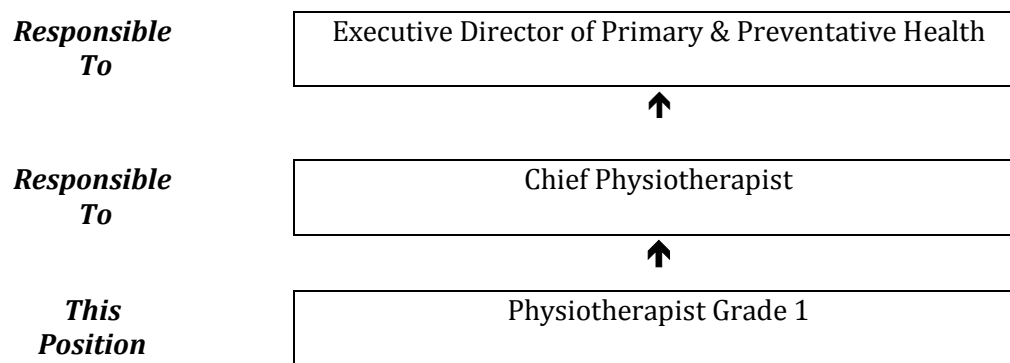 Responsible
To
Executive Director of Primary & Preventative Health
Responsible
To
Chief Physiotherapist
This
Position
Physiotherapist Grade 1